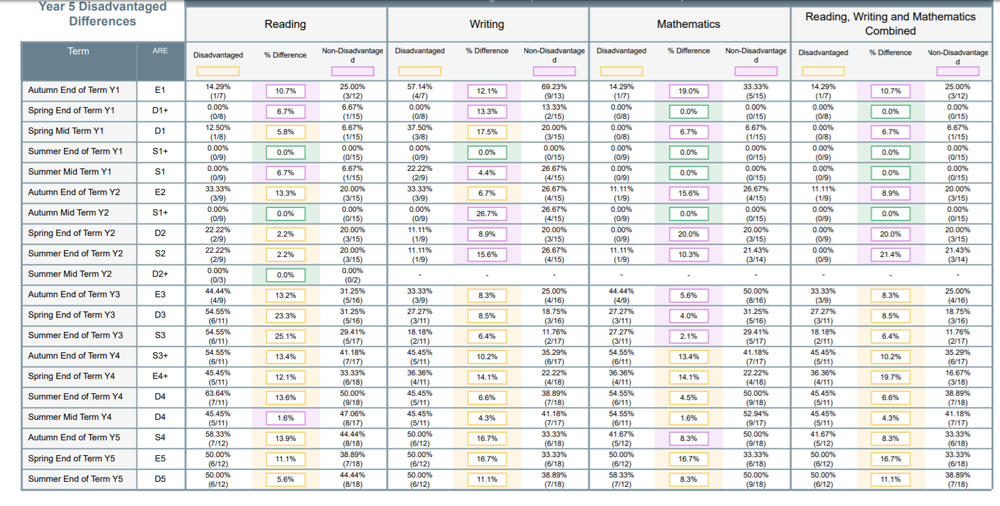 Year 5 Disadvantaged
Differences
Reading
Writing
Mathematics
Reading, Writing and Mathematics
Combined
Term
ARE
Disadvantaged
% Difference
Non-Disadvantage
d
Disadvantaged
% Difference
Non-Disadvantage
d
Disadvantaged
% Difference
Non-Disadvantage
d
Disadvantaged
% Difference
Non-Disadvantage
d
Autumn End of Term Y1 E1 14.29% (1/7) 10.7% 25.00% (3/12) 57.14% (4/7) 12.1% 69.23% (9/13) 14.29% (1/7) 19.0% 33.33% (5/15) 14.29% (1/7) 10.7% 25.00% (3/12)
Spring End of Term Y1 D1+ 0.00% (0/8) 6.7% 6.67% (1/15) 0.00% (0/8) 13.3% 13.33% (2/15) 0.00% (0/8) 0.0% 0.00% (0/15) 0.00% (0/8) 0.0% 0.00% (0/15)
Spring Mid Term Y1 D1 12.50% (1/8) 5.8% 6.67% (1/15) 37.50% (3/8) 17.5% 20.00% (3/15) 0.00% (0/8) 6.7% 6.67% (1/15) 0.00% (0/8) 6.7% 6.67% (1/15)
Summer End of Term Y1 S1+ 0.00% (0/9) 0.0% 0.00% (0/15) 0.00% (0/9) 0.0% 0.00% (0/15) 0.00% (0/9) 0.0% 0.00% (0/15) 0.00% (0/9) 0.0% 0.00% (0/15)
Summer Mid Term Y1 S1 0.00% (0/9) 6.7% 6.67% (1/15) 22.22% (2/9) 4.4% 26.67% (4/15) 0.00% (0/9) 0.0% 0.00% (0/15) 0.00% (0/9) 0.0% 0.00% (0/15)
Autumn End of Term Y2 E2 33.33% (3/9) 13.3% 20.00% (3/15) 33.33% (3/9) 6.7% 26.67% (4/15) 11.11% (1/9) 15.6% 26.67% (4/15) 11.11% (1/9) 8.9% 20.00% (3/15)
Autumn Mid Term Y2 S1+ 0.00% (0/9) 0.0% 0.00% (0/15) 0.00% (0/9) 26.7% 26.67% (4/15) 0.00% (0/9) 0.0% 0.00% (0/15) 0.00% (0/9) 0.0% 0.00% (0/15)
Spring End of Term Y2 D2 22.22% (2/9) 2.2% 20.00% (3/15) 11.11% (1/9) 8.9% 20.00% (3/15) 0.00% (0/9) 20.0% 20.00% (3/15) 0.00% (0/9) 20.0% 20.00% (3/15)
Summer End of Term Y2 S2 22.22% (2/9) 2.2% 20.00% (3/15) 11.11% (1/9) 15.6% 26.67% (4/15) 11.11% (1/9) 10.3% 21.43% (3/14) 0.00% (0/9) 21.4% 21.43% (3/14)
Summer Mid Term Y2 D2+ 0.00% (0/3) 0.0% 0.00% (0/2) - - - - - - - - -
Autumn End of Term Y3 E3 44.44% (4/9) 13.2% 31.25% (5/16) 33.33% (3/9) 8.3% 25.00% (4/16) 44.44% (4/9) 5.6% 50.00% (8/16) 33.33% (3/9) 8.3% 25.00% (4/16)
Spring End of Term Y3 D3 54.55% (6/11) 23.3% 31.25% (5/16) 27.27% (3/11) 8.5% 18.75% (3/16) 27.27% (3/11) 4.0% 31.25% (5/16) 27.27% (3/11) 8.5% 18.75% (3/16)
Summer End of Term Y3 S3 54.55% (6/11) 25.1% 29.41% (5/17) 18.18% (2/11) 6.4% 11.76% (2/17) 27.27% (3/11) 2.1% 29.41% (5/17) 18.18% (2/11) 6.4% 11.76% (2/17)
Autumn End of Term Y4 S3+ 54.55% (6/11) 13.4% 41.18% (7/17) 45.45% (5/11) 10.2% 35.29% (6/17) 54.55% (6/11) 13.4% 41.18% (7/17) 45.45% (5/11) 10.2% 35.29% (6/17)
Spring End of Term Y4 E4+ 45.45% (5/11) 12.1% 33.33% (6/18) 36.36% (4/11) 14.1% 22.22% (4/18) 36.36% (4/11) 14.1% 22.22% (4/18) 36.36% (4/11) 19.7% 16.67% (3/18)
Summer End of Term Y4 D4 63.64% (7/11) 13.6% 50.00% (9/18) 45.45% (5/11) 6.6% 38.89% (7/18) 54.55% (6/11) 4.5% 50.00% (9/18) 45.45% (5/11) 6.6% 38.89% (7/18)
Summer Mid Term Y4 D4 45.45% (5/11) 1.6% 47.06% (8/17) 45.45% (5/11) 4.3% 41.18% (7/17) 54.55% (6/11) 1.6% 52.94% (9/17) 45.45% (5/11) 4.3% 41.18% (7/17)
Autumn End of Term Y5 S4 58.33% (7/12) 13.9% 44.44% (8/18) 50.00% (6/12) 16.7% 33.33% (6/18) 41.67% (5/12) 8.3% 50.00% (9/18) 41.67% (5/12) 8.3% 33.33% (6/18)
Spring End of Term Y5 E5 50.00% (6/12) 11.1% 38.89% (7/18) 50.00% (6/12) 16.7% 33.33% (6/18) 50.00% (6/12) 16.7% 33.33% (6/18) 50.00% (6/12) 16.7% 33.33% (6/18)
Summer End of Term Y5 D5 50.00% (6/12) 5.6% 44.44% (8/18) 50.00% (6/12) 11.1% 38.89% (7/18) 58.33% (7/12) 8.3% 50.00% (9/18) 50.00% (6/12) 11.1% 38.89% (7/18)